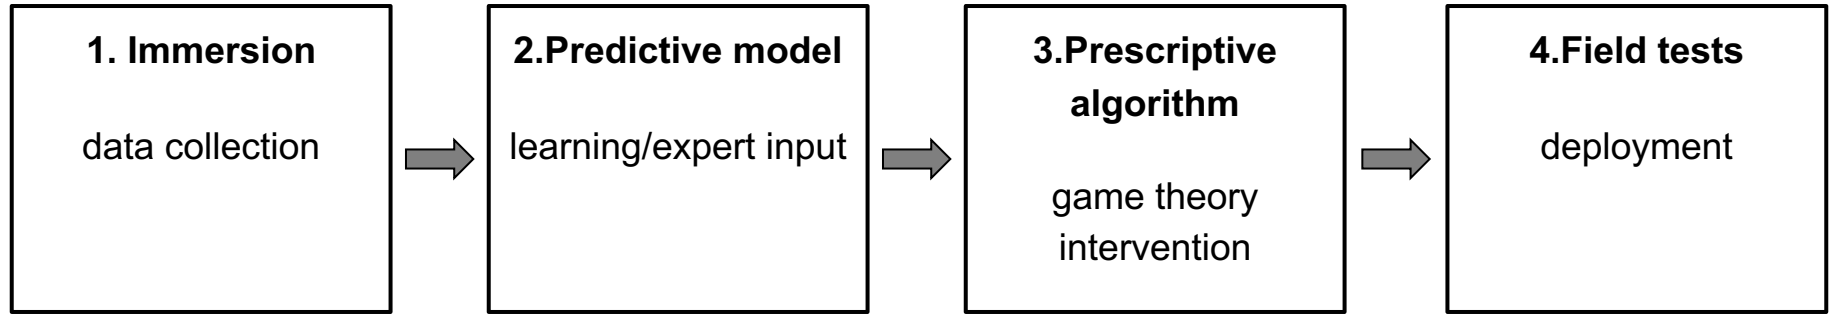 1. Immersion
data collection
2.Predictive model
learning/expert input
3.Prescriptive
algorithm
game theory
intervention
4.Field tests
deployment